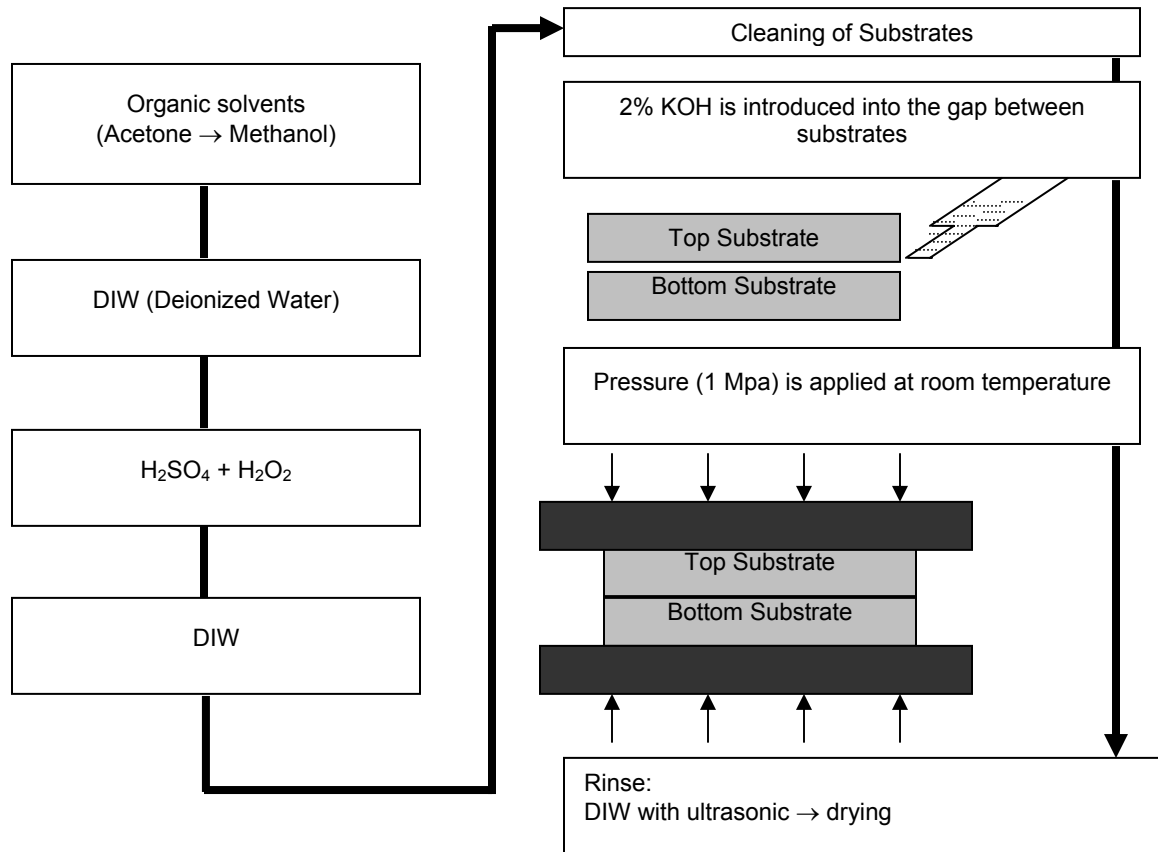 Organic solvents
(Acetone → Methanol)
DIW (Deionized Water)
H₂SO₄ + H₂O₂
DIW
Cleaning of Substrates
2% KOH is introduced into the gap between
substrates
Top Substrate
Bottom Substrate
Pressure (1 Mpa) is applied at room temperature
Top Substrate
Bottom Substrate
Rinse:
DIW with ultrasonic → drying